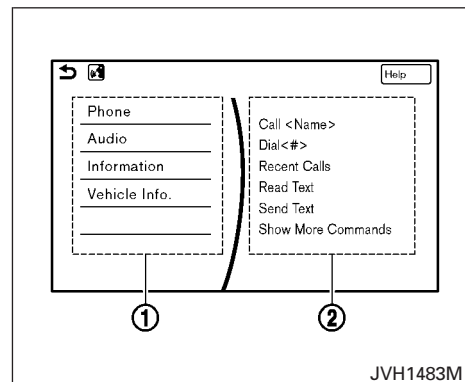 Help
Phone
Audio
Information
Vehicle Info.
Call <Name>
Dial<#>
Recent Calls
Read Text
Send Text
Show More Commands
1
2
JVH1483M